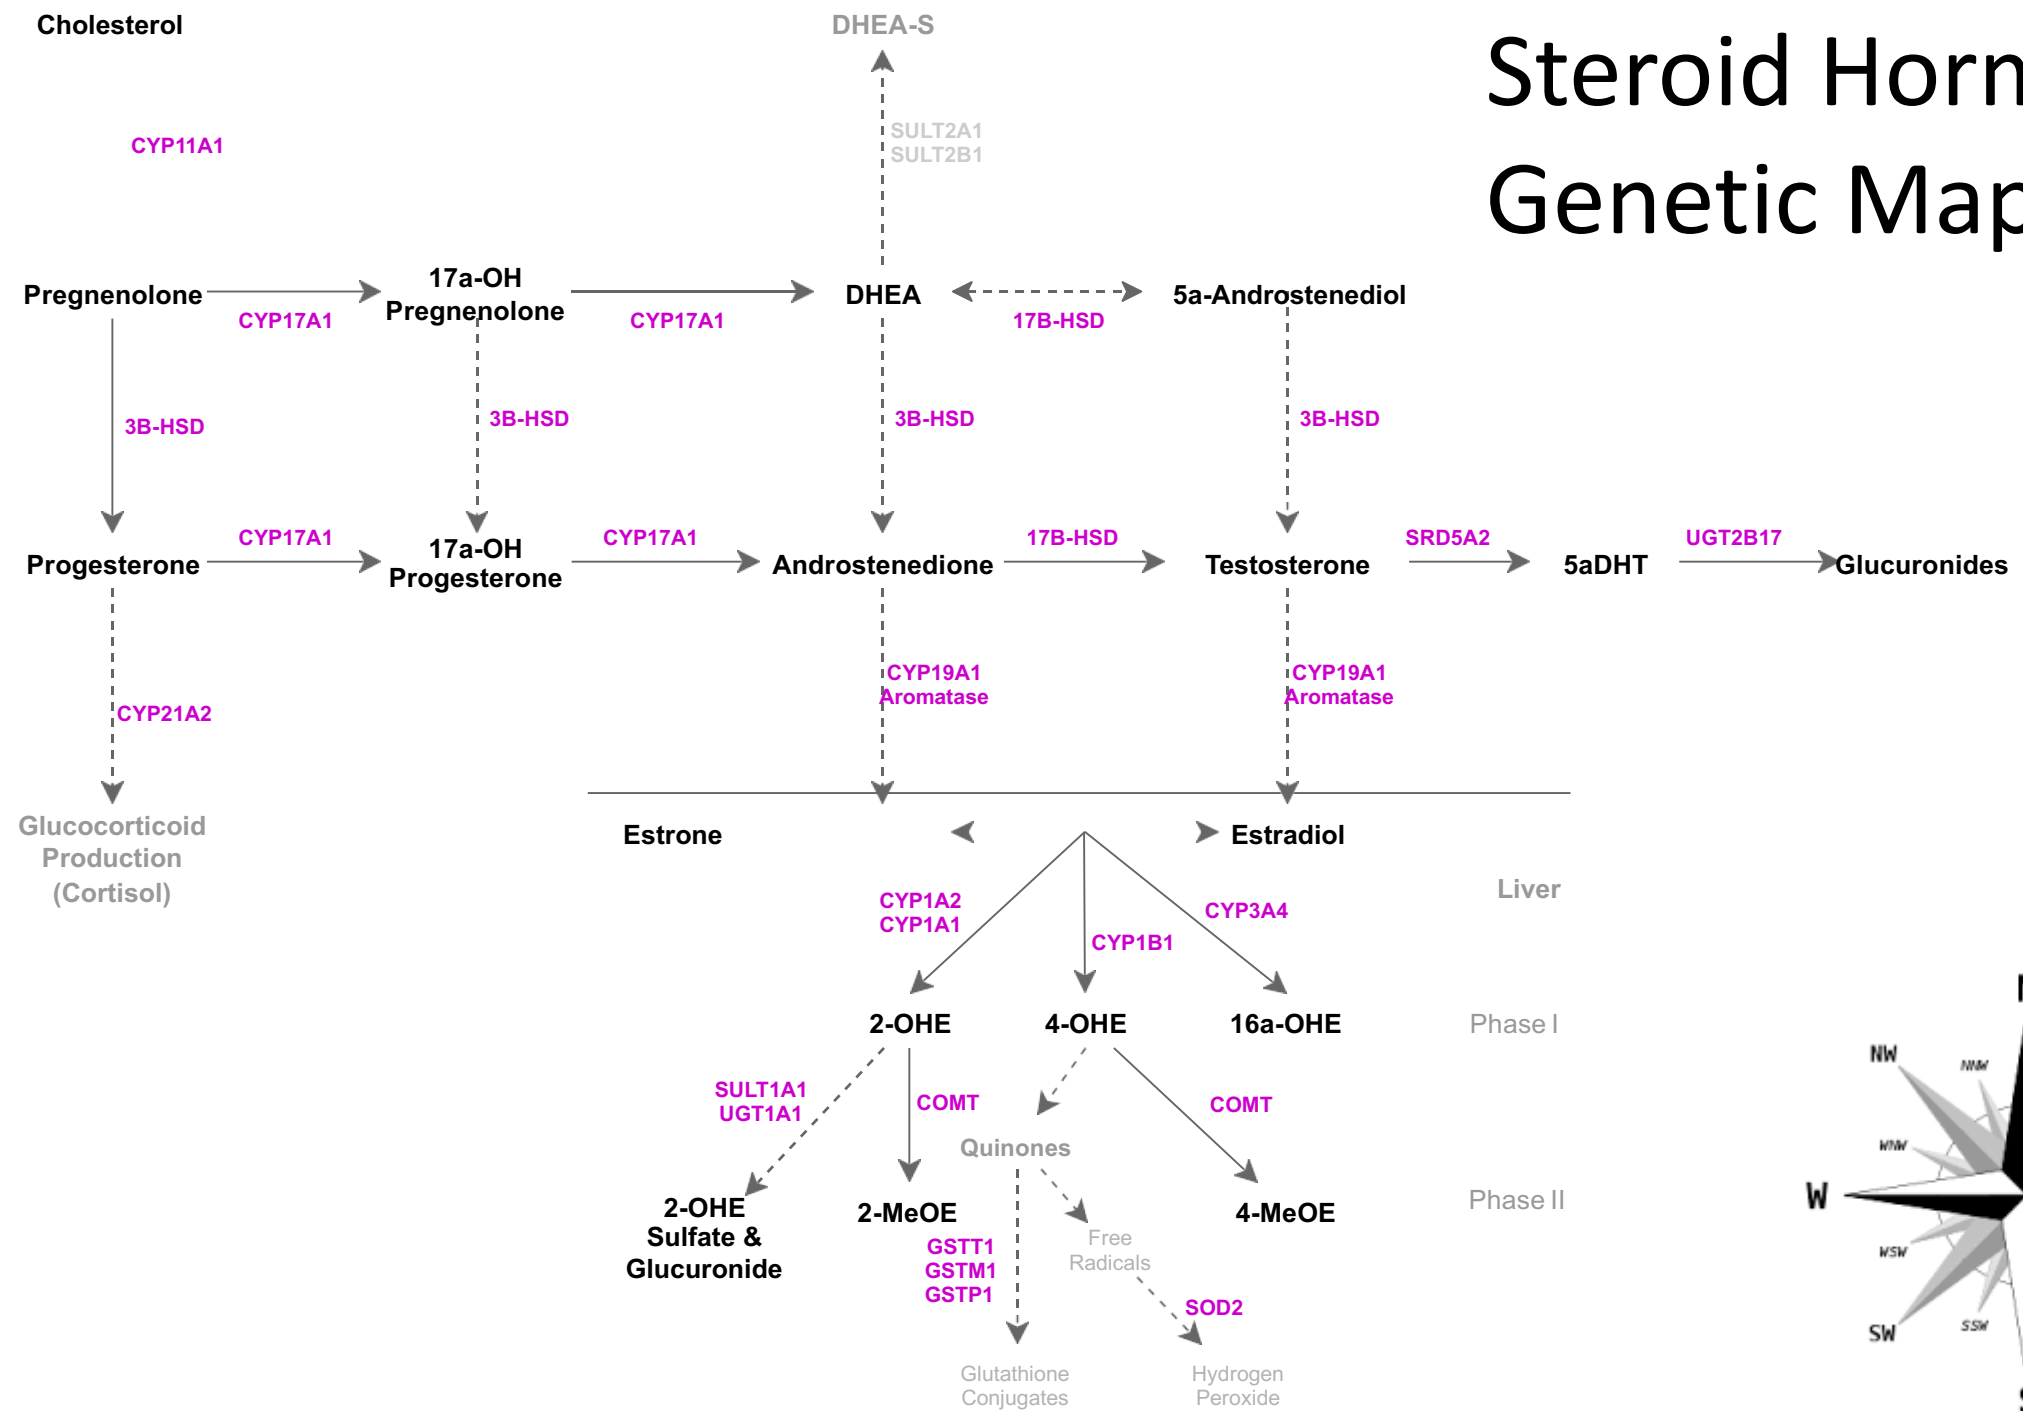 Cholesterol
DHEA-S
Steroid Horn
Genetic Map
CYP11A1
SULT2A1
SULT2B1
Pregnenolone
17a-OH
Pregnenolone
DHEA
5a-Androstenediol
CYP17A1
CYP17A1
17B-HSD
3B-HSD
3B-HSD
3B-HSD
3B-HSD
CYP17A1
CYP17A1
17B-HSD
SRD5A2
UGT2B17
Progesterone
17a-OH
Progesterone
Androstenedione
Testosterone
5aDHT
Glucuronides
CYP21A2
CYP19A1
Aromatase
CYP19A1
Aromatase
Glucocorticoid
Production
(Cortisol)
Estrone
Estradiol
Liver
CYP1A2
CYP1A1
CYP1B1
CYP3A4
2-OHE
4-OHE
16a-OHE
Phase I
SULT1A1
UGT1A1
COMT
COMT
Quinones
2-OHE
Sulfate &
Glucuronide
2-MeOE
4-MeOE
Phase II
GSTT1
GSTM1
GSTP1
Free
Radicals
SOD2
Glutathione
Conjugates
Hydrogen
Peroxide
NW
NNW
WNW
W
WSW
SW
SSW